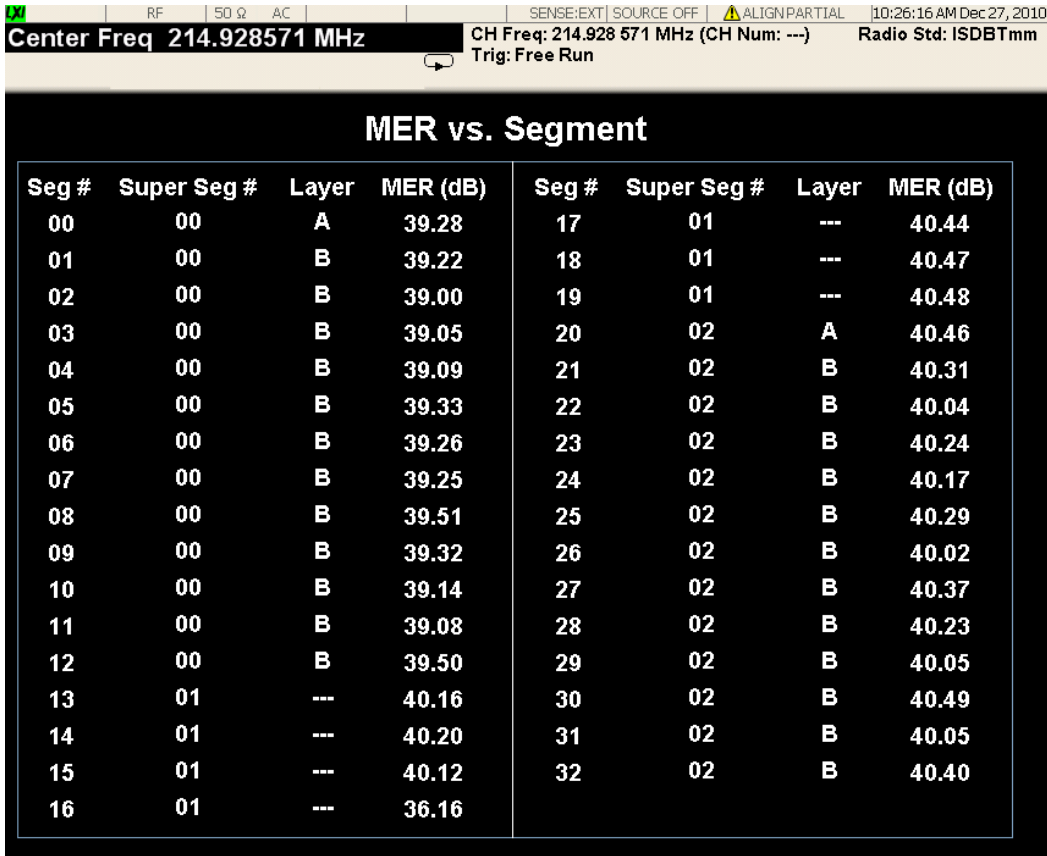 LXI RF 50 Ω AC SENSE:EXT SOURCE OFF ALIGN PARTIAL 10:26:16 AM Dec 27, 2010
Center Freq 214.928571 MHz CH Freq: 214.928 571 MHz (CH Num: ---) Radio Std: ISDBTmm
Trig: Free Run
MER vs. Segment
Seg # Super Seg # Layer MER (dB) Seg # Super Seg # Layer MER (dB)
00 00 A 39.28 17 01 --- 40.44
01 00 B 39.22 18 01 --- 40.47
02 00 B 39.00 19 01 --- 40.48
03 00 B 39.05 20 02 A 40.46
04 00 B 39.09 21 02 B 40.31
05 00 B 39.33 22 02 B 40.04
06 00 B 39.26 23 02 B 40.24
07 00 B 39.25 24 02 B 40.17
08 00 B 39.51 25 02 B 40.29
09 00 B 39.32 26 02 B 40.02
10 00 B 39.14 27 02 B 40.37
11 00 B 39.08 28 02 B 40.23
12 00 B 39.50 29 02 B 40.05
13 01 --- 40.16 30 02 B 40.49
14 01 --- 40.20 31 02 B 40.05
15 01 --- 40.12 32 02 B 40.40
16 01 --- 36.16